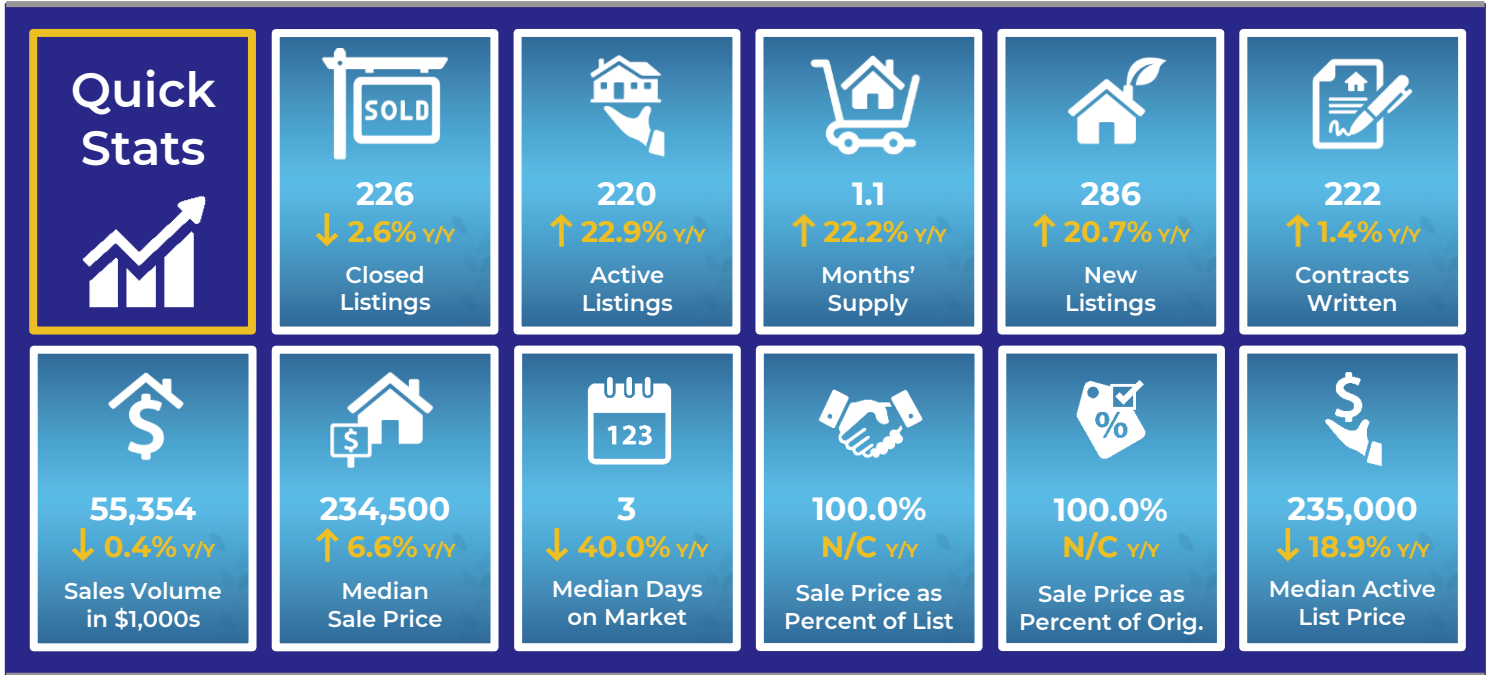 Quick
Stats
SOLD
226
↓ 2.6% Y/Y
Closed
Listings
220
↑ 22.9% Y/Y
Active
Listings
1.1
↑ 22.2% Y/Y
Months’
Supply
286
↑ 20.7% Y/Y
New
Listings
222
↑ 1.4% Y/Y
Contracts
Written
$
55,354
↓ 0.4% Y/Y
Sales Volume
in $1,000s
$
234,500
↑ 6.6% Y/Y
Median
Sale Price
123
3
↓ 40.0% Y/Y
Median Days
on Market
100.0%
N/C Y/Y
Sale Price as
Percent of List
%
100.0%
N/C Y/Y
Sale Price as
Percent of Orig.
$
235,000
↓ 18.9% Y/Y
Median Active
List Price